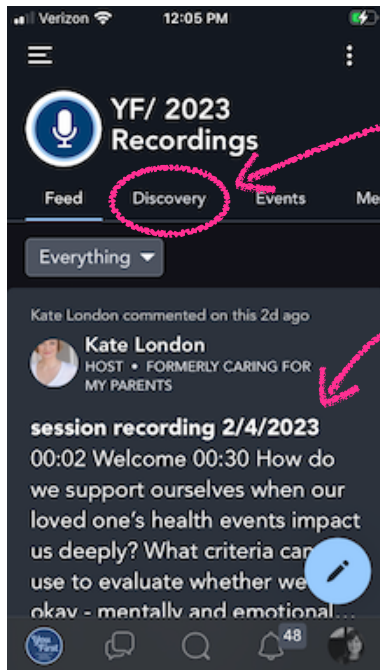 Verizon 12:05 PM
YF/ 2023
Recordings
Feed Discovery Events Me
Everything
Kate London commented on this 2d ago
Kate London
HOST • FORMERLY CARING FOR
MY PARENTS
session recording 2/4/2023
00:02 Welcome 00:30 How do
we support ourselves when our
loved one's health events impact
us deeply? What criteria can
use to evaluate whether we
okay - mentally and emotional...
You
First
48